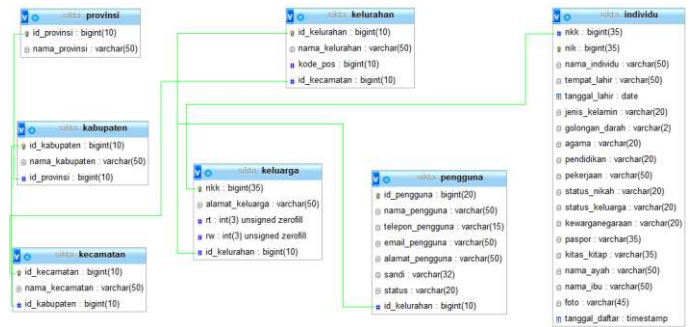 sikta provinsi
id_provinsi : bigint(10)
nama_provinsi : varchar(50)
sikta kabupaten
id_kabupaten : bigint(10)
nama_kabupaten : varchar(50)
id_provinsi : bigint(10)
sikta kecamatan
id_kecamatan : bigint(10)
nama_kecamatan : varchar(50)
id_kabupaten : bigint(10)
sikta kelurahan
id_kelurahan : bigint(10)
nama_kelurahan : varchar(50)
kode_pos : bigint(10)
id_kecamatan : bigint(10)
sikta keluarga
nkk : bigint(35)
alamat_keluarga : varchar(50)
rt : int(3) unsigned zerofill
rw : int(3) unsigned zerofill
id_kelurahan : bigint(10)
sikta pengguna
id_pengguna : bigint(20)
nama_pengguna : varchar(50)
telepon_pengguna : varchar(15)
email_pengguna : varchar(50)
alamat_pengguna : varchar(50)
sandi : varchar(32)
status : varchar(20)
id_kelurahan : bigint(10)
sikta individu
nkk : bigint(35)
nik : bigint(35)
nama_individu : varchar(50)
tempat_lahir : varchar(50)
tanggal_lahir : date
jenis_kelamin : varchar(20)
golongan_darah : varchar(2)
agama : varchar(20)
pendidikan : varchar(20)
pekerjaan : varchar(50)
status_nikah : varchar(20)
status_keluarga : varchar(20)
kewarganegaraan : varchar(20)
paspor : varchar(35)
kitas_kitap : varchar(35)
nama_ayah : varchar(50)
nama_ibu : varchar(50)
foto : varchar(45)
tanggal_daftar : timestamp